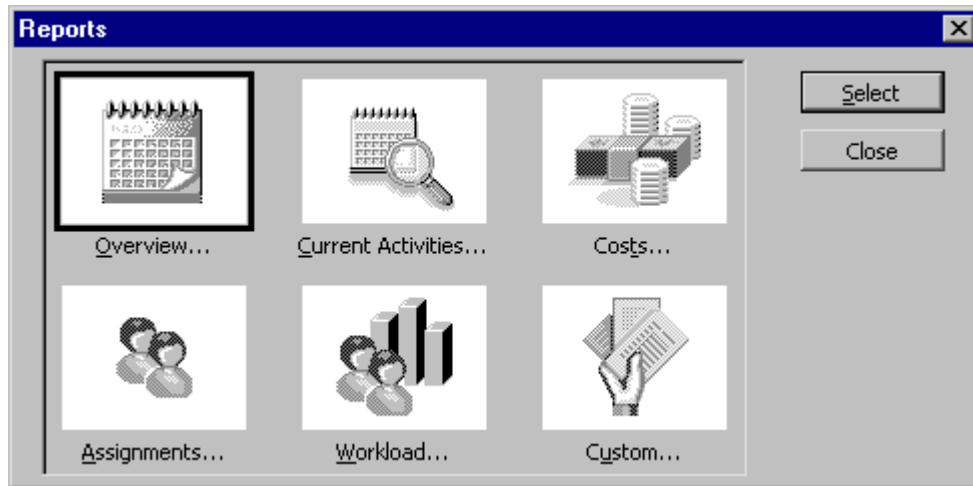 Reports
Select
Close
Overview...
Current Activities...
Costs...
Assignments...
Workload...
Custom...